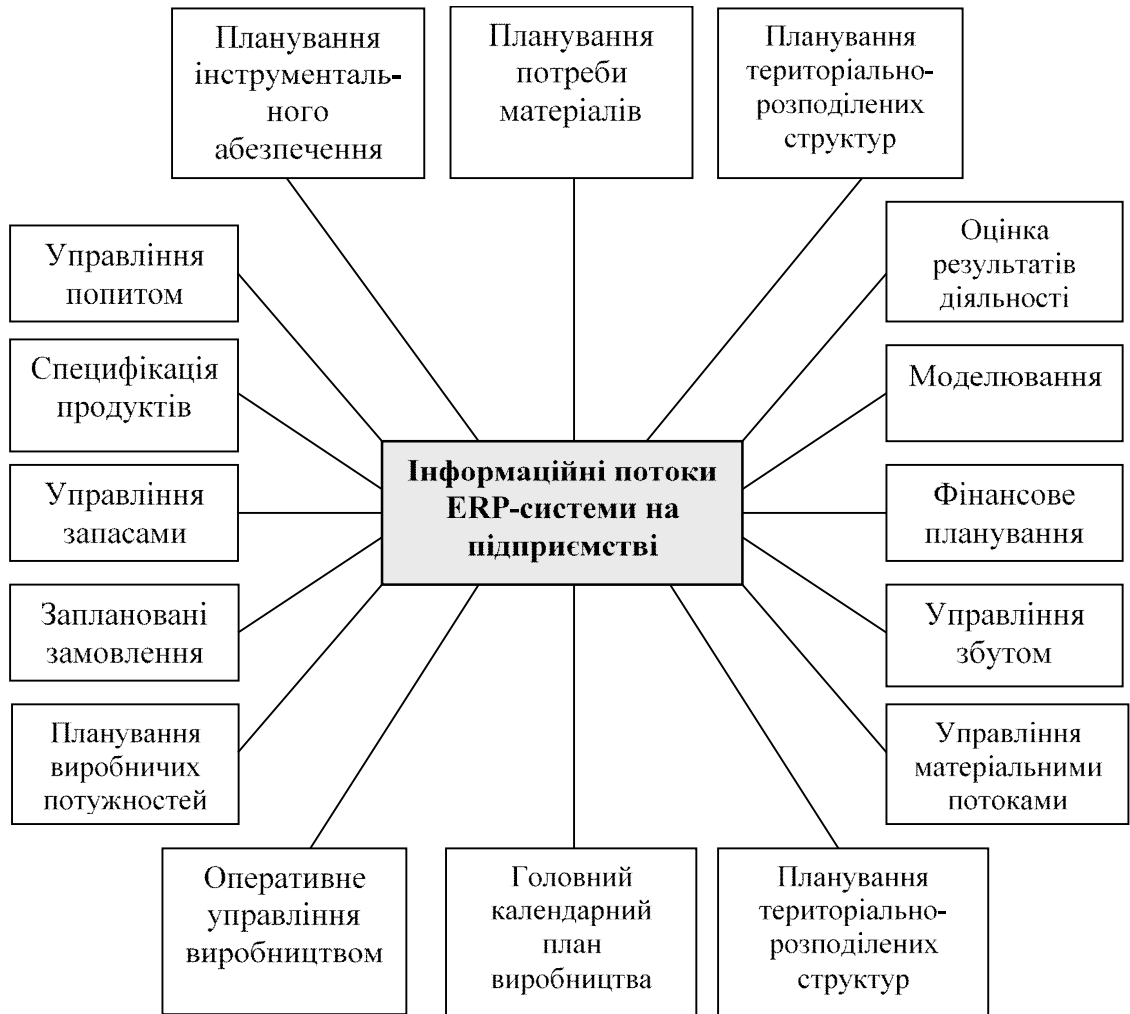 Планування
інструменталь-
ного
абезпечення
Планування
потреби
матеріалів
Планування
територіально-
розподілених
структур
Управління
попитом
Оцінка
результатів
діяльності
Специфікація
продуктів
Моделювання
Інформаційні потоки
ERP-системи на
підприємстві
Управління
запасами
Фінансове
планування
Заплановані
замовлення
Управління
збутом
Планування
виробничих
потужностей
Управління
матеріальними
потоками
Оперативне
управління
виробництвом
Головний
календарний
план
виробництва
Планування
територіально-
розподілених
структур